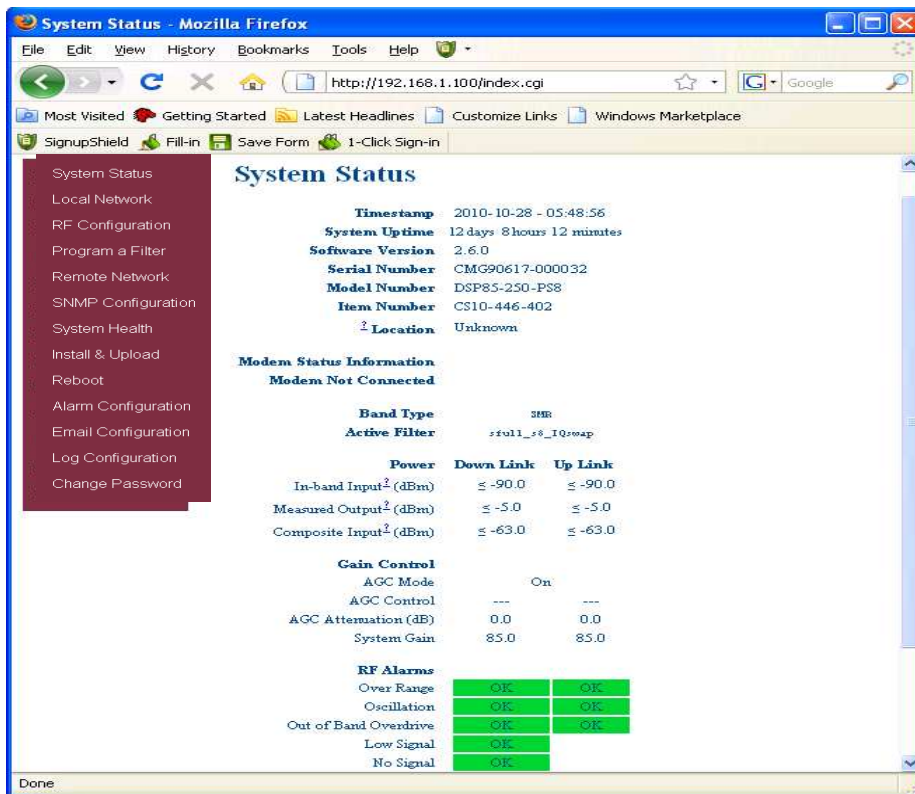 System Status - Mozilla Firefox
File Edit View History Bookmarks Tools Help
http://192.168.1.100/index.cgi
G Google
Most Visited Getting Started Latest Headlines Customize Links Windows Marketplace
SignupShield Fill-in Save Form 1-Click Sign-in
System Status
Local Network
RF Configuration
Program a Filter
Remote Network
SNMP Configuration
System Health
Install & Upload
Reboot
Alarm Configuration
Email Configuration
Log Configuration
Change Password
System Status
Timestamp 2010-10-28 - 05:48:56
System Uptime 12 days 8 hours 12 minutes
Software Version 2.6.0
Serial Number CMG90617-000032
Model Number DSP85-250-PS8
Item Number CS10-446-402
? Location Unknown
Modem Status Information
Modem Not Connected
Band Type SMR
Active Filter sfull_s8_IQswap
Power Down Link Up Link
In-band Input ? (dBm) ≤ -90.0 ≤ -90.0
Measured Output ? (dBm) ≤ -5.0 ≤ -5.0
Composite Input ? (dBm) ≤ -63.0 ≤ -63.0
Gain Control
AGC Mode On
AGC Control --- ---
AGC Attenuation (dB) 0.0 0.0
System Gain 85.0 85.0
RF Alarms
Over Range OK OK
Oscillation OK OK
Out of Band Overdrive OK OK
Low Signal OK
No Signal OK
Done